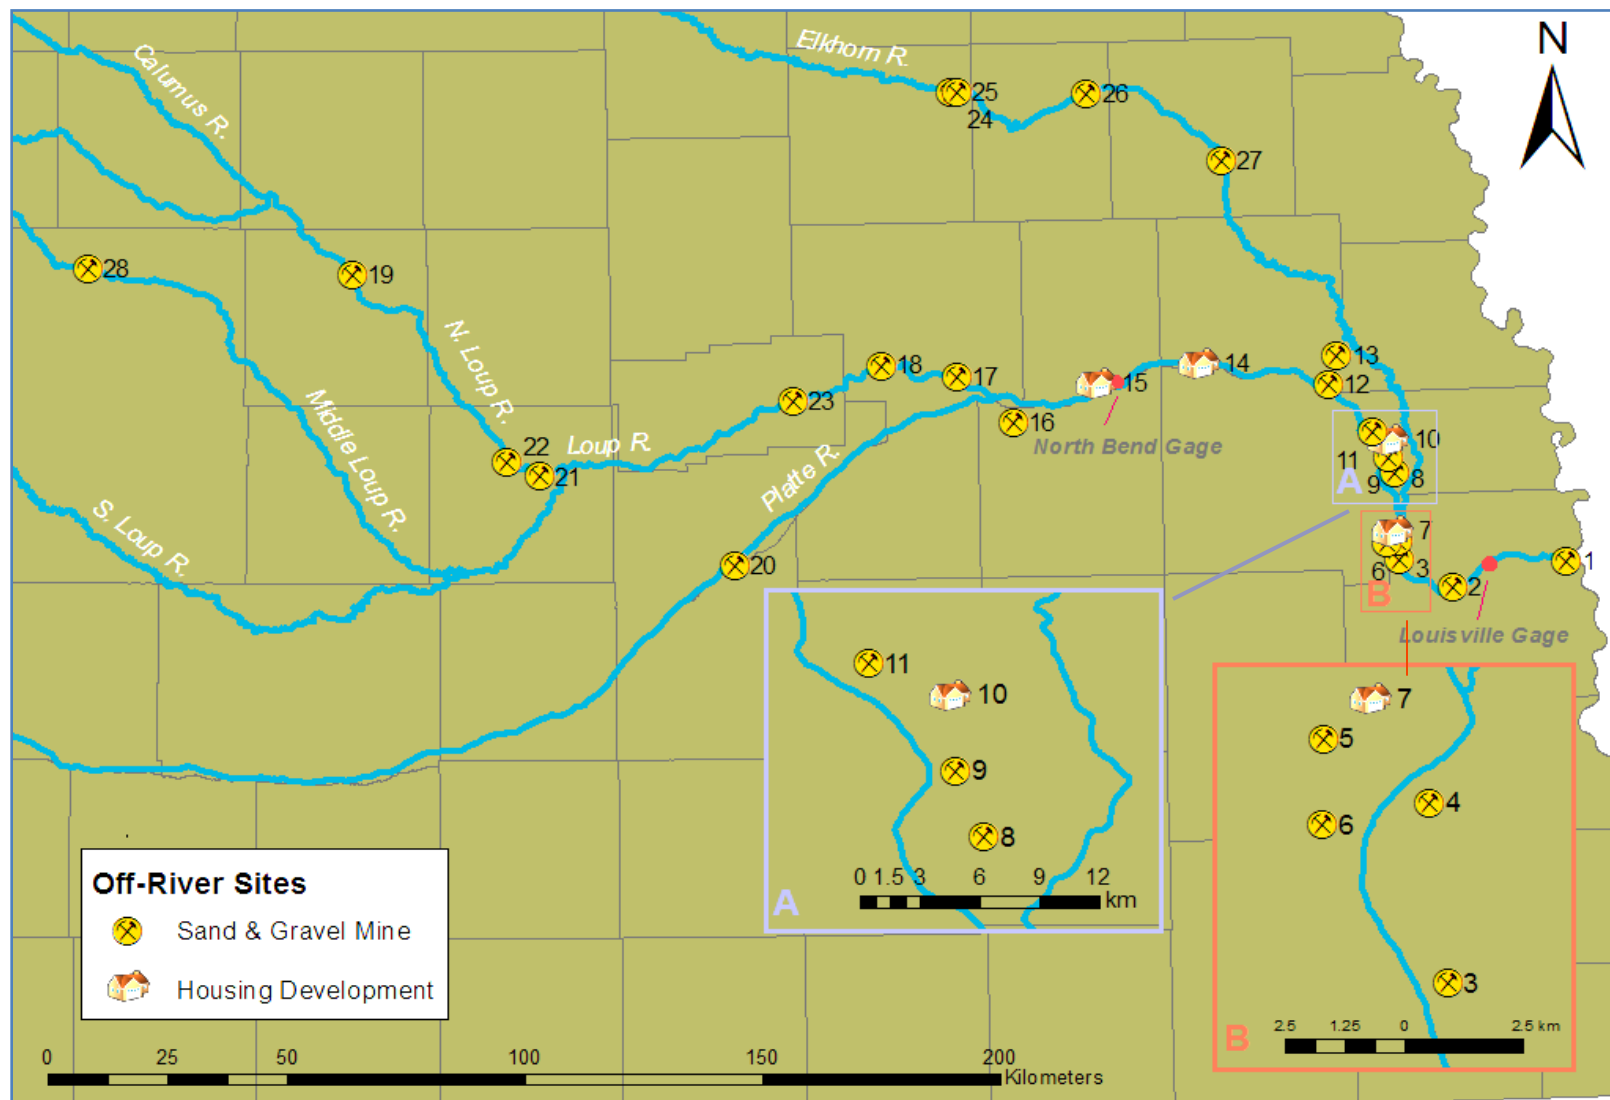 N
Elkhorn R.
Calumus R.
25
24
26
27
28
19
N. Loup R.
Middle Loup R.
S. Loup R.
22
21
Loup R.
Platte R.
20
23
18
17
16
15
14
13
12
North Bend Gage
10
11
9
8
A
7
6
3
B
2
1
Louisville Gage
11
10
9
8
0 1.5 3 6 9 12
km
A
7
5
4
6
3
2.5 1.25 0 2.5 km
B
Off-River Sites
Sand & Gravel Mine
Housing Development
0 25 50 100 150 200
Kilometers